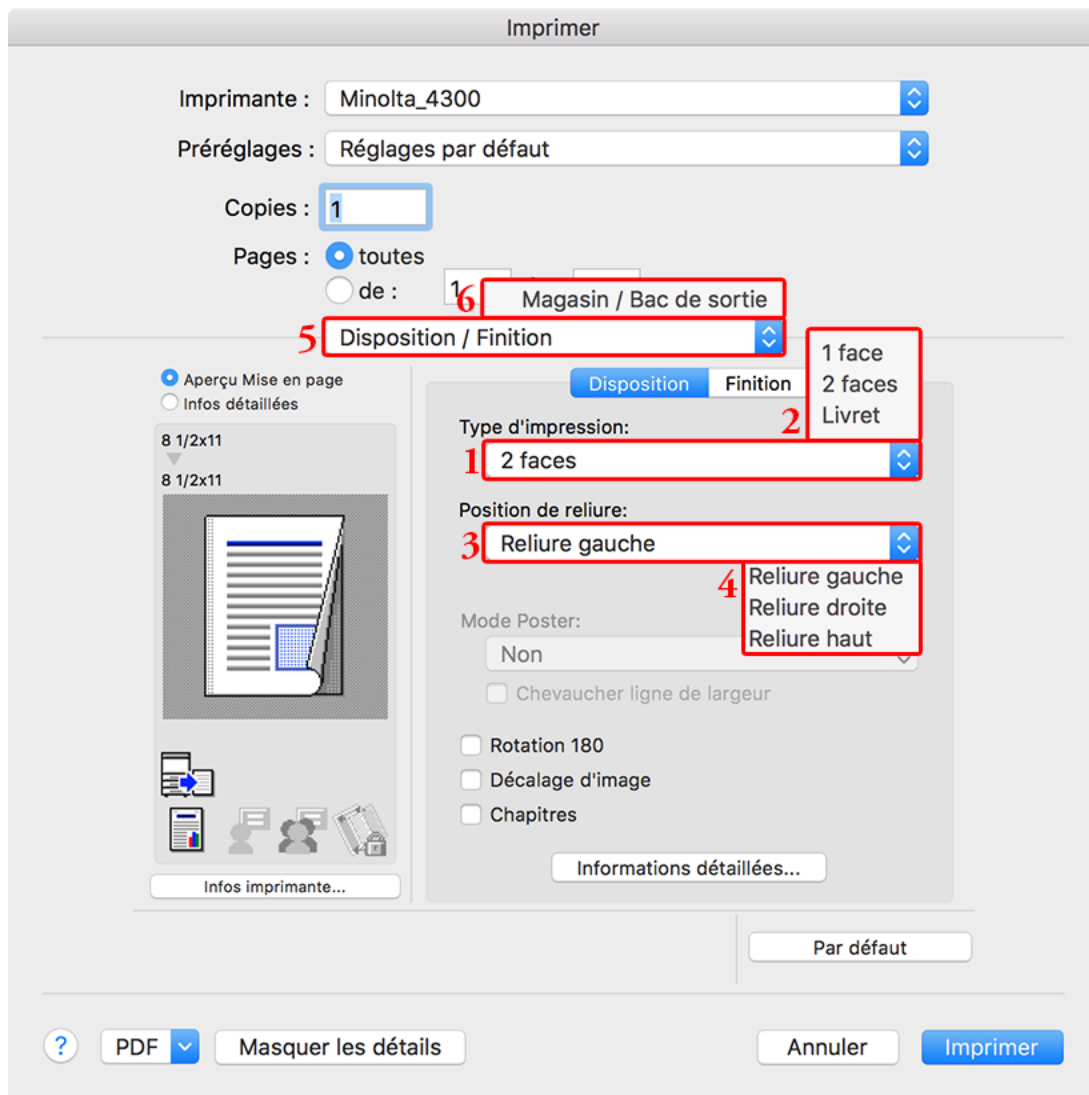 Imprimer
Imprimante : Minolta_4300
Préréglages : Réglages par défaut
Copies : 1
Pages : toutes
de : 1
6 Magasin / Bac de sortie
5 Disposition / Finition
1 face
2 faces
Livret
2
Aperçu Mise en page
Infos détaillées
8 1/2x11
8 1/2x11
Infos imprimante...
Disposition Finition
Type d'impression:
1 2 faces
Position de reliure:
3 Reliure gauche
4 Reliure gauche
Reliure droite
Reliure haut
Mode Poster:
Non
Chevaucher ligne de largeur
Rotation 180
Décalage d'image
Chapitres
Informations détaillées...
Par défaut
? PDF Masquer les détails Annuler Imprimer